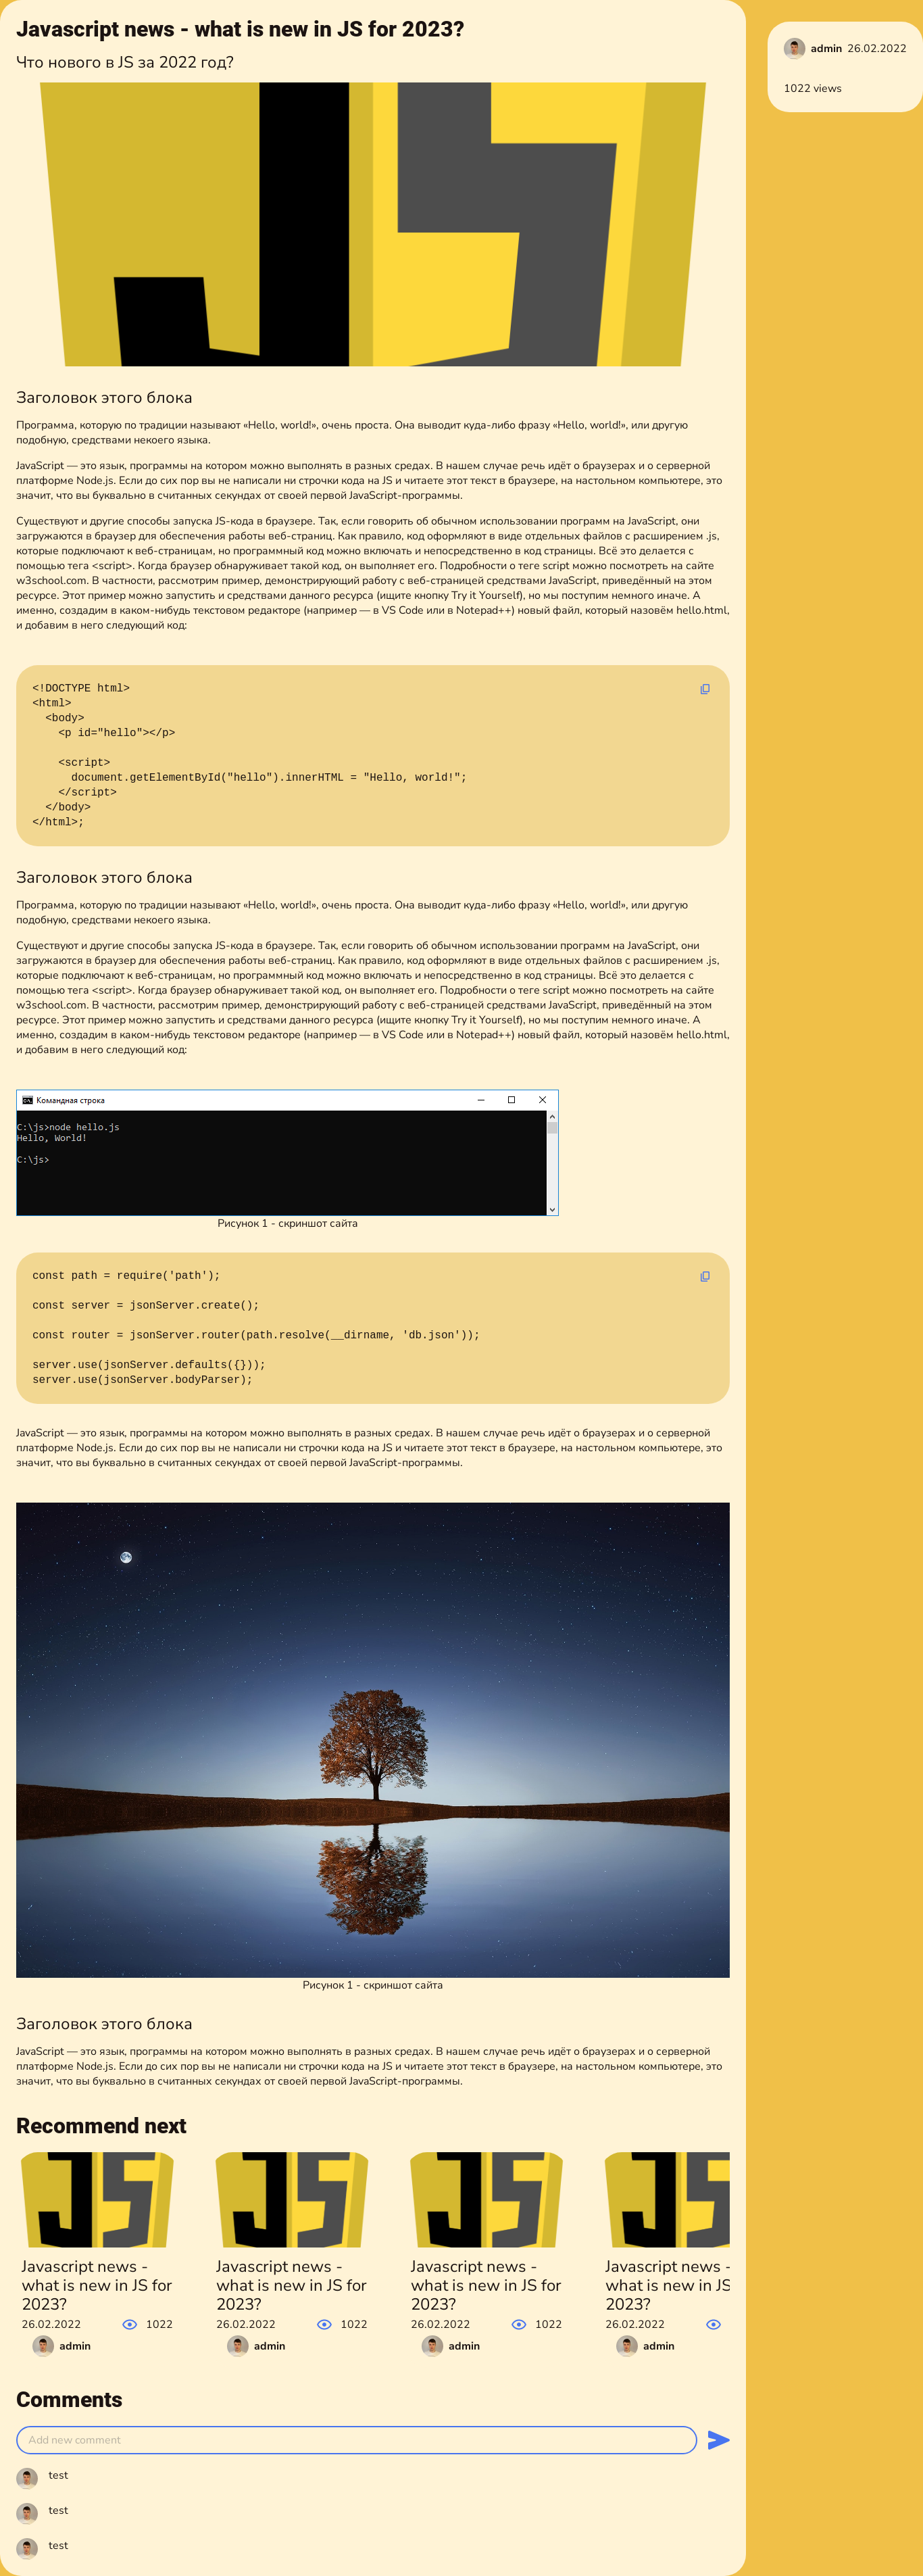 Javascript news - what is new in JS for 2023?
admin 26.02.2022
1022 views
Что нового в JS за 2022 год?
JS
Заголовок этого блока
Программа, которую по традиции называют «Hello, world!», очень проста. Она выводит куда-либо фразу «Hello, world!», или другую
подобную, средствами некоего языка.
JavaScript — это язык, программы на котором можно выполнять в разных средах. В нашем случае речь идёт о браузерах и о серверной
платформе Node.js. Если до сих пор вы не написали ни строчки кода на JS и читаете этот текст в браузере, на настольном компьютере, это
значит, что вы буквально в считанных секундах от своей первой JavaScript-программы.
Существуют и другие способы запуска JS-кода в браузере. Так, если говорить об обычном использовании программ на JavaScript, они
загружаются в браузер для обеспечения работы веб-страниц. Как правило, код оформляют в виде отдельных файлов с расширением .js,
которые подключают к веб-страницам, но программный код можно включать и непосредственно в код страницы. Всё это делается с
помощью тега <script>. Когда браузер обнаруживает такой код, он выполняет его. Подробности о теге script можно посмотреть на сайте
w3school.com. В частности, рассмотрим пример, демонстрирующий работу с веб-страницей средствами JavaScript, приведённый на этом
ресурсе. Этот пример можно запустить и средствами данного ресурса (ищите кнопку Try it Yourself), но мы поступим немного иначе. А
именно, создадим в каком-нибудь текстовом редакторе (например — в VS Code или в Notepad++) новый файл, который назовём hello.html,
и добавим в него следующий код:
<!DOCTYPE html>
<html>
  <body>
    <p id="hello"></p>

    <script>
      document.getElementById("hello").innerHTML = "Hello, world!";
    </script>
  </body>
</html>;
Заголовок этого блока
Программа, которую по традиции называют «Hello, world!», очень проста. Она выводит куда-либо фразу «Hello, world!», или другую
подобную, средствами некоего языка.
Существуют и другие способы запуска JS-кода в браузере. Так, если говорить об обычном использовании программ на JavaScript, они
загружаются в браузер для обеспечения работы веб-страниц. Как правило, код оформляют в виде отдельных файлов с расширением .js,
которые подключают к веб-страницам, но программный код можно включать и непосредственно в код страницы. Всё это делается с
помощью тега <script>. Когда браузер обнаруживает такой код, он выполняет его. Подробности о теге script можно посмотреть на сайте
w3school.com. В частности, рассмотрим пример, демонстрирующий работу с веб-страницей средствами JavaScript, приведённый на этом
ресурсе. Этот пример можно запустить и средствами данного ресурса (ищите кнопку Try it Yourself), но мы поступим немного иначе. А
именно, создадим в каком-нибудь текстовом редакторе (например — в VS Code или в Notepad++) новый файл, который назовём hello.html,
и добавим в него следующий код:
Командная строка
C:\js>node hello.js
Hello, World!
C:\js>
Рисунок 1 - скриншот сайта
const path = require('path');

const server = jsonServer.create();

const router = jsonServer.router(path.resolve(__dirname, 'db.json'));

server.use(jsonServer.defaults({}));
server.use(jsonServer.bodyParser);
JavaScript — это язык, программы на котором можно выполнять в разных средах. В нашем случае речь идёт о браузерах и о серверной
платформе Node.js. Если до сих пор вы не написали ни строчки кода на JS и читаете этот текст в браузере, на настольном компьютере, это
значит, что вы буквально в считанных секундах от своей первой JavaScript-программы.
Рисунок 1 - скриншот сайта
Заголовок этого блока
JavaScript — это язык, программы на котором можно выполнять в разных средах. В нашем случае речь идёт о браузерах и о серверной
платформе Node.js. Если до сих пор вы не написали ни строчки кода на JS и читаете этот текст в браузере, на настольном компьютере, это
значит, что вы буквально в считанных секундах от своей первой JavaScript-программы.
Recommend next
JS
Javascript news -
what is new in JS for
2023?
26.02.2022 1022
admin
JS
Javascript news -
what is new in JS for
2023?
26.02.2022 1022
admin
JS
Javascript news -
what is new in JS for
2023?
26.02.2022 1022
admin
JS
Javascript news -
what is new in JS
2023?
26.02.2022
admin
Comments
Add new comment
test
test
test